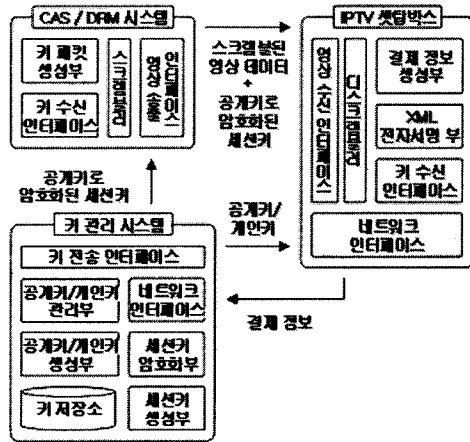 CAS / DRM 시스템
키 패킷
생성부
키 수신
인터페이스
스크램블러
영상 송출
인터페이스
스크램블된
영상 데이터
+
공개키로
암호화된
세션키
IPTV 셋탑박스
영상 수신 인터페이스
디스크램블러
결제 정보
생성부
XML
전자서명 부
키 수신
인터페이스
네트워크
인터페이스
공개키로
암호화된 세션키
공개키/
개인키
키 관리 시스템
키 전송 인터페이스
공개키/개인키
관리부
네트워크
인터페이스
공개키/개인키
생성부
세션키
암호화부
키 저장소
세션키
생성부
결제 정보